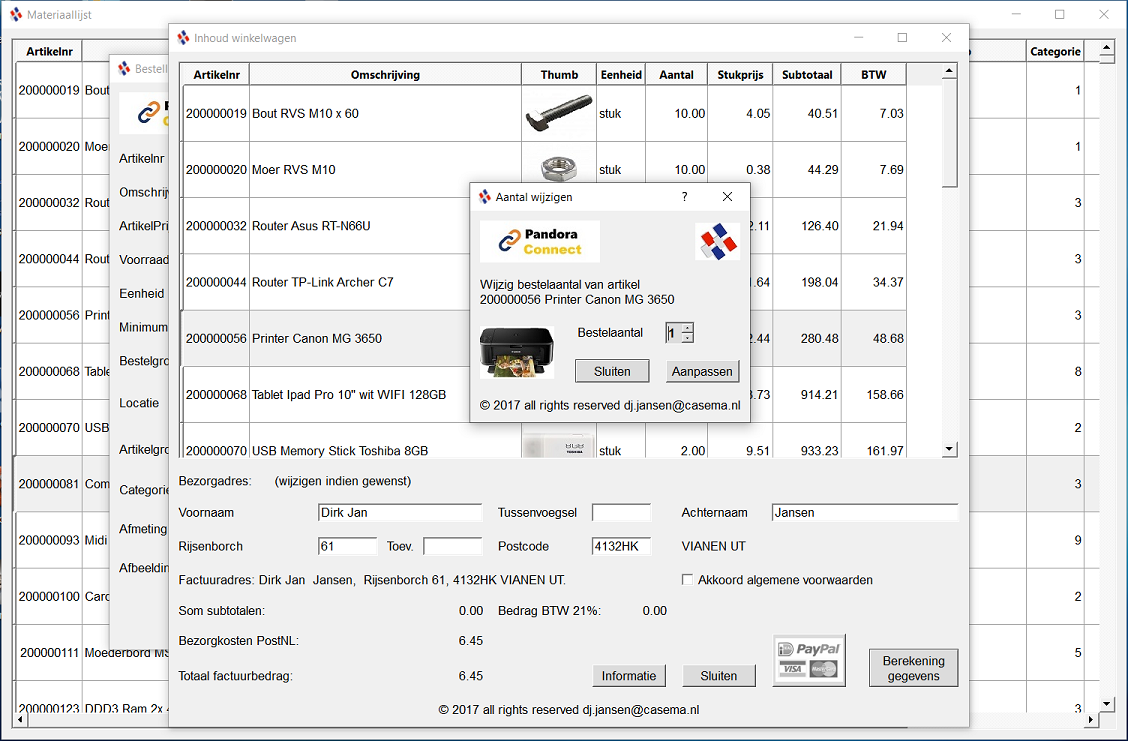 Materiaallijst
Artikelnr
Categorie
200000019 Bout
1
200000020 Moer
1
200000032 Rout
3
200000044 Rout
3
200000056 Print
3
200000068 Table
8
200000070 USB
2
200000081 Com
3
200000093 Midi
9
200000100 Card
2
200000111 Moederbord MS
5
200000123 DDD3 Ram 2x 4
3
Bestell
Artikelnr
Omschrij
ArtikelPri
Voorraad
Eenheid
Minimum
Bestelgro
Locatie
Artikelgro
Categorie
Afmeting
Afbeeldin
Inhoud winkelwagen
Artikelnr Omschrijving Thumb Eenheid Aantal Stukprijs Subtotaal BTW
200000019 Bout RVS M10 x 60 stuk 10.00 4.05 40.51 7.03
200000020 Moer RVS M10 stuk 10.00 0.38 44.29 7.69
200000032 Router Asus RT-N66U 2.11 126.40 21.94
200000044 Router TP-Link Archer C7 .64 198.04 34.37
200000056 Printer Canon MG 3650 2.44 280.48 48.68
200000068 Tablet Ipad Pro 10" wit WIFI 128GB 3.73 914.21 158.66
200000070 USB Memory Stick Toshiba 8GB 8GB TOSHIBA stuk 2.00 9.51 933.23 161.97
Aantal wijzigen ?
Pandora
Connect
Wijzig bestelaantal van artikel
200000056 Printer Canon MG 3650
Bestelaantal 1
Sluiten Aanpassen
© 2017 all rights reserved dj.jansen@casema.nl
Bezorgadres: (wijzigen indien gewenst)
Voornaam Dirk Jan Tussenvoegsel Achternaam Jansen
Rijsenborch 61 Toev. Postcode 4132HK VIANEN UT
Factuuradres: Dirk Jan Jansen, Rijsenborch 61, 4132HK VIANEN UT. Akkoord algemene voorwaarden
Som subtotalen: 0.00 Bedrag BTW 21%: 0.00
Bezorgkosten PostNL: 6.45
Totaal factuurbedrag: 6.45
Informatie Sluiten
iD PayPal
VISA MasterCard
Berekening
gegevens
© 2017 all rights reserved dj.jansen@casema.nl